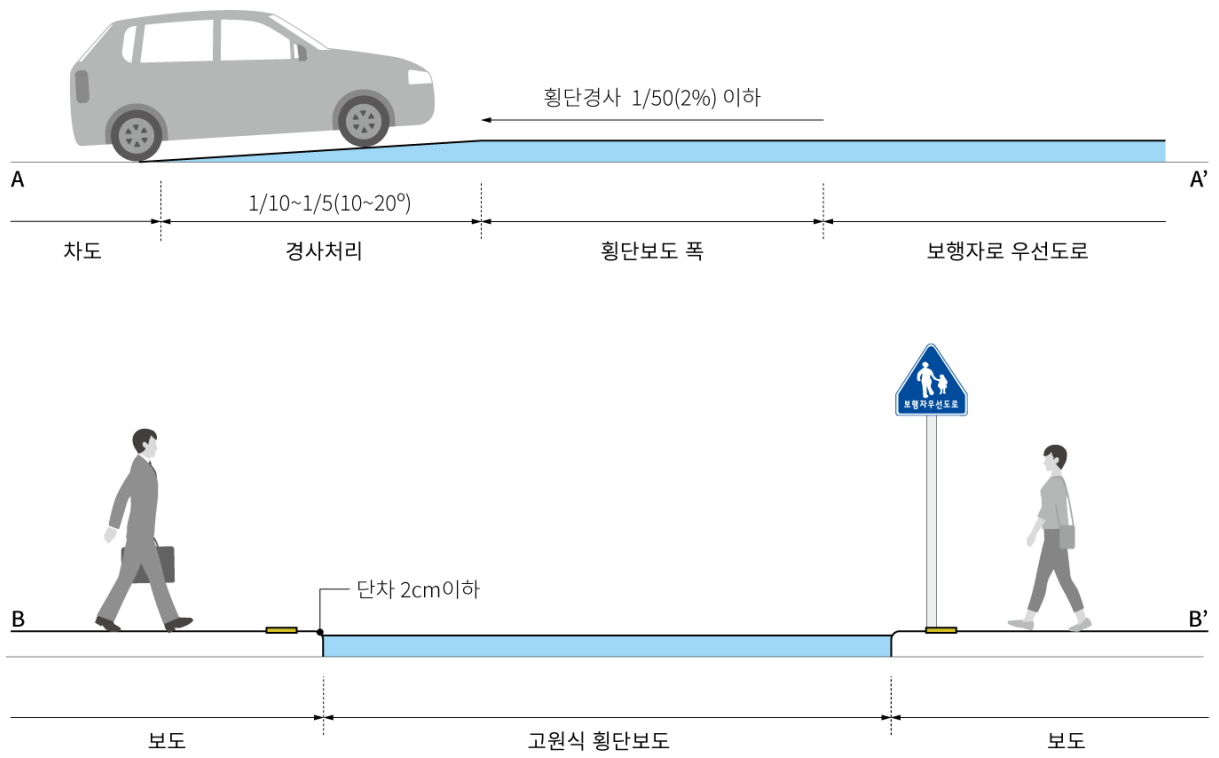 횡단경사 1/50(2%) 이하
A
A’
1/10~1/5(10~20º)
차도
경사처리
횡단보도 폭
보행자로 우선도로
보행자우선도로
단차 2cm이하
B
B’
보도
고원식 횡단보도
보도